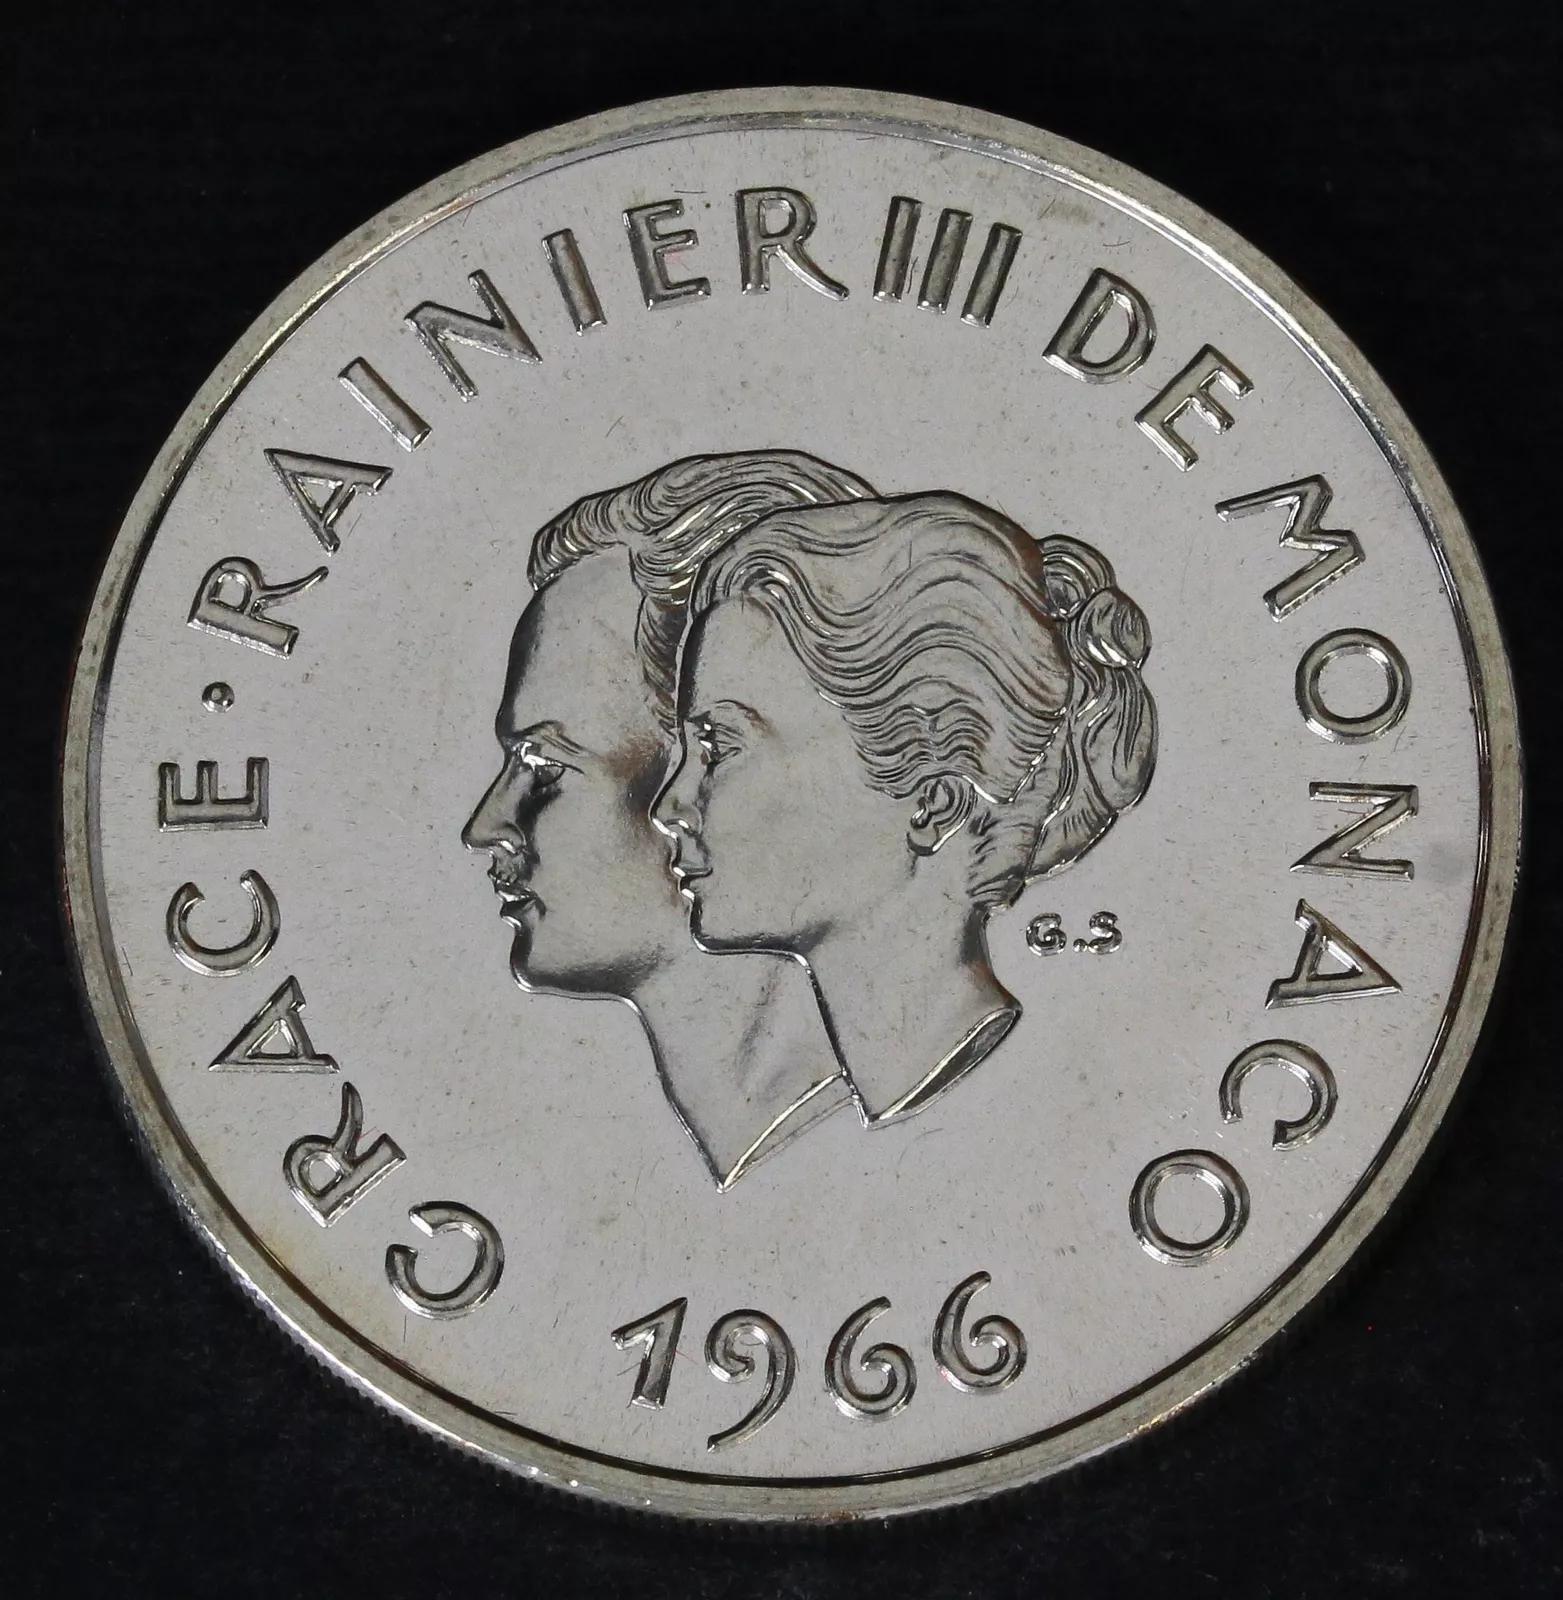 GRACE · RAINIER III DE MONACO
G.S
1966